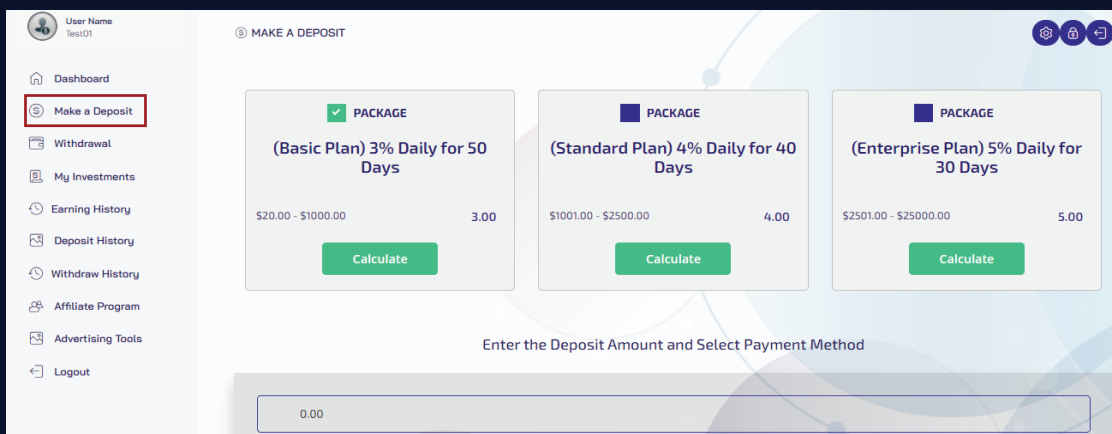 User Name
Test01
MAKE A DEPOSIT
Dashboard
Make a Deposit
Withdrawal
My Investments
Earning History
Deposit History
Withdraw History
Affiliate Program
Advertising Tools
Logout
PACKAGE
(Basic Plan) 3% Daily for 50
Days
$20.00 - $1000.00 3.00
Calculate
PACKAGE
(Standard Plan) 4% Daily for 40
Days
$1001.00 - $2500.00 4.00
Calculate
PACKAGE
(Enterprise Plan) 5% Daily for
30 Days
$2501.00 - $25000.00 5.00
Calculate
Enter the Deposit Amount and Select Payment Method
0.00